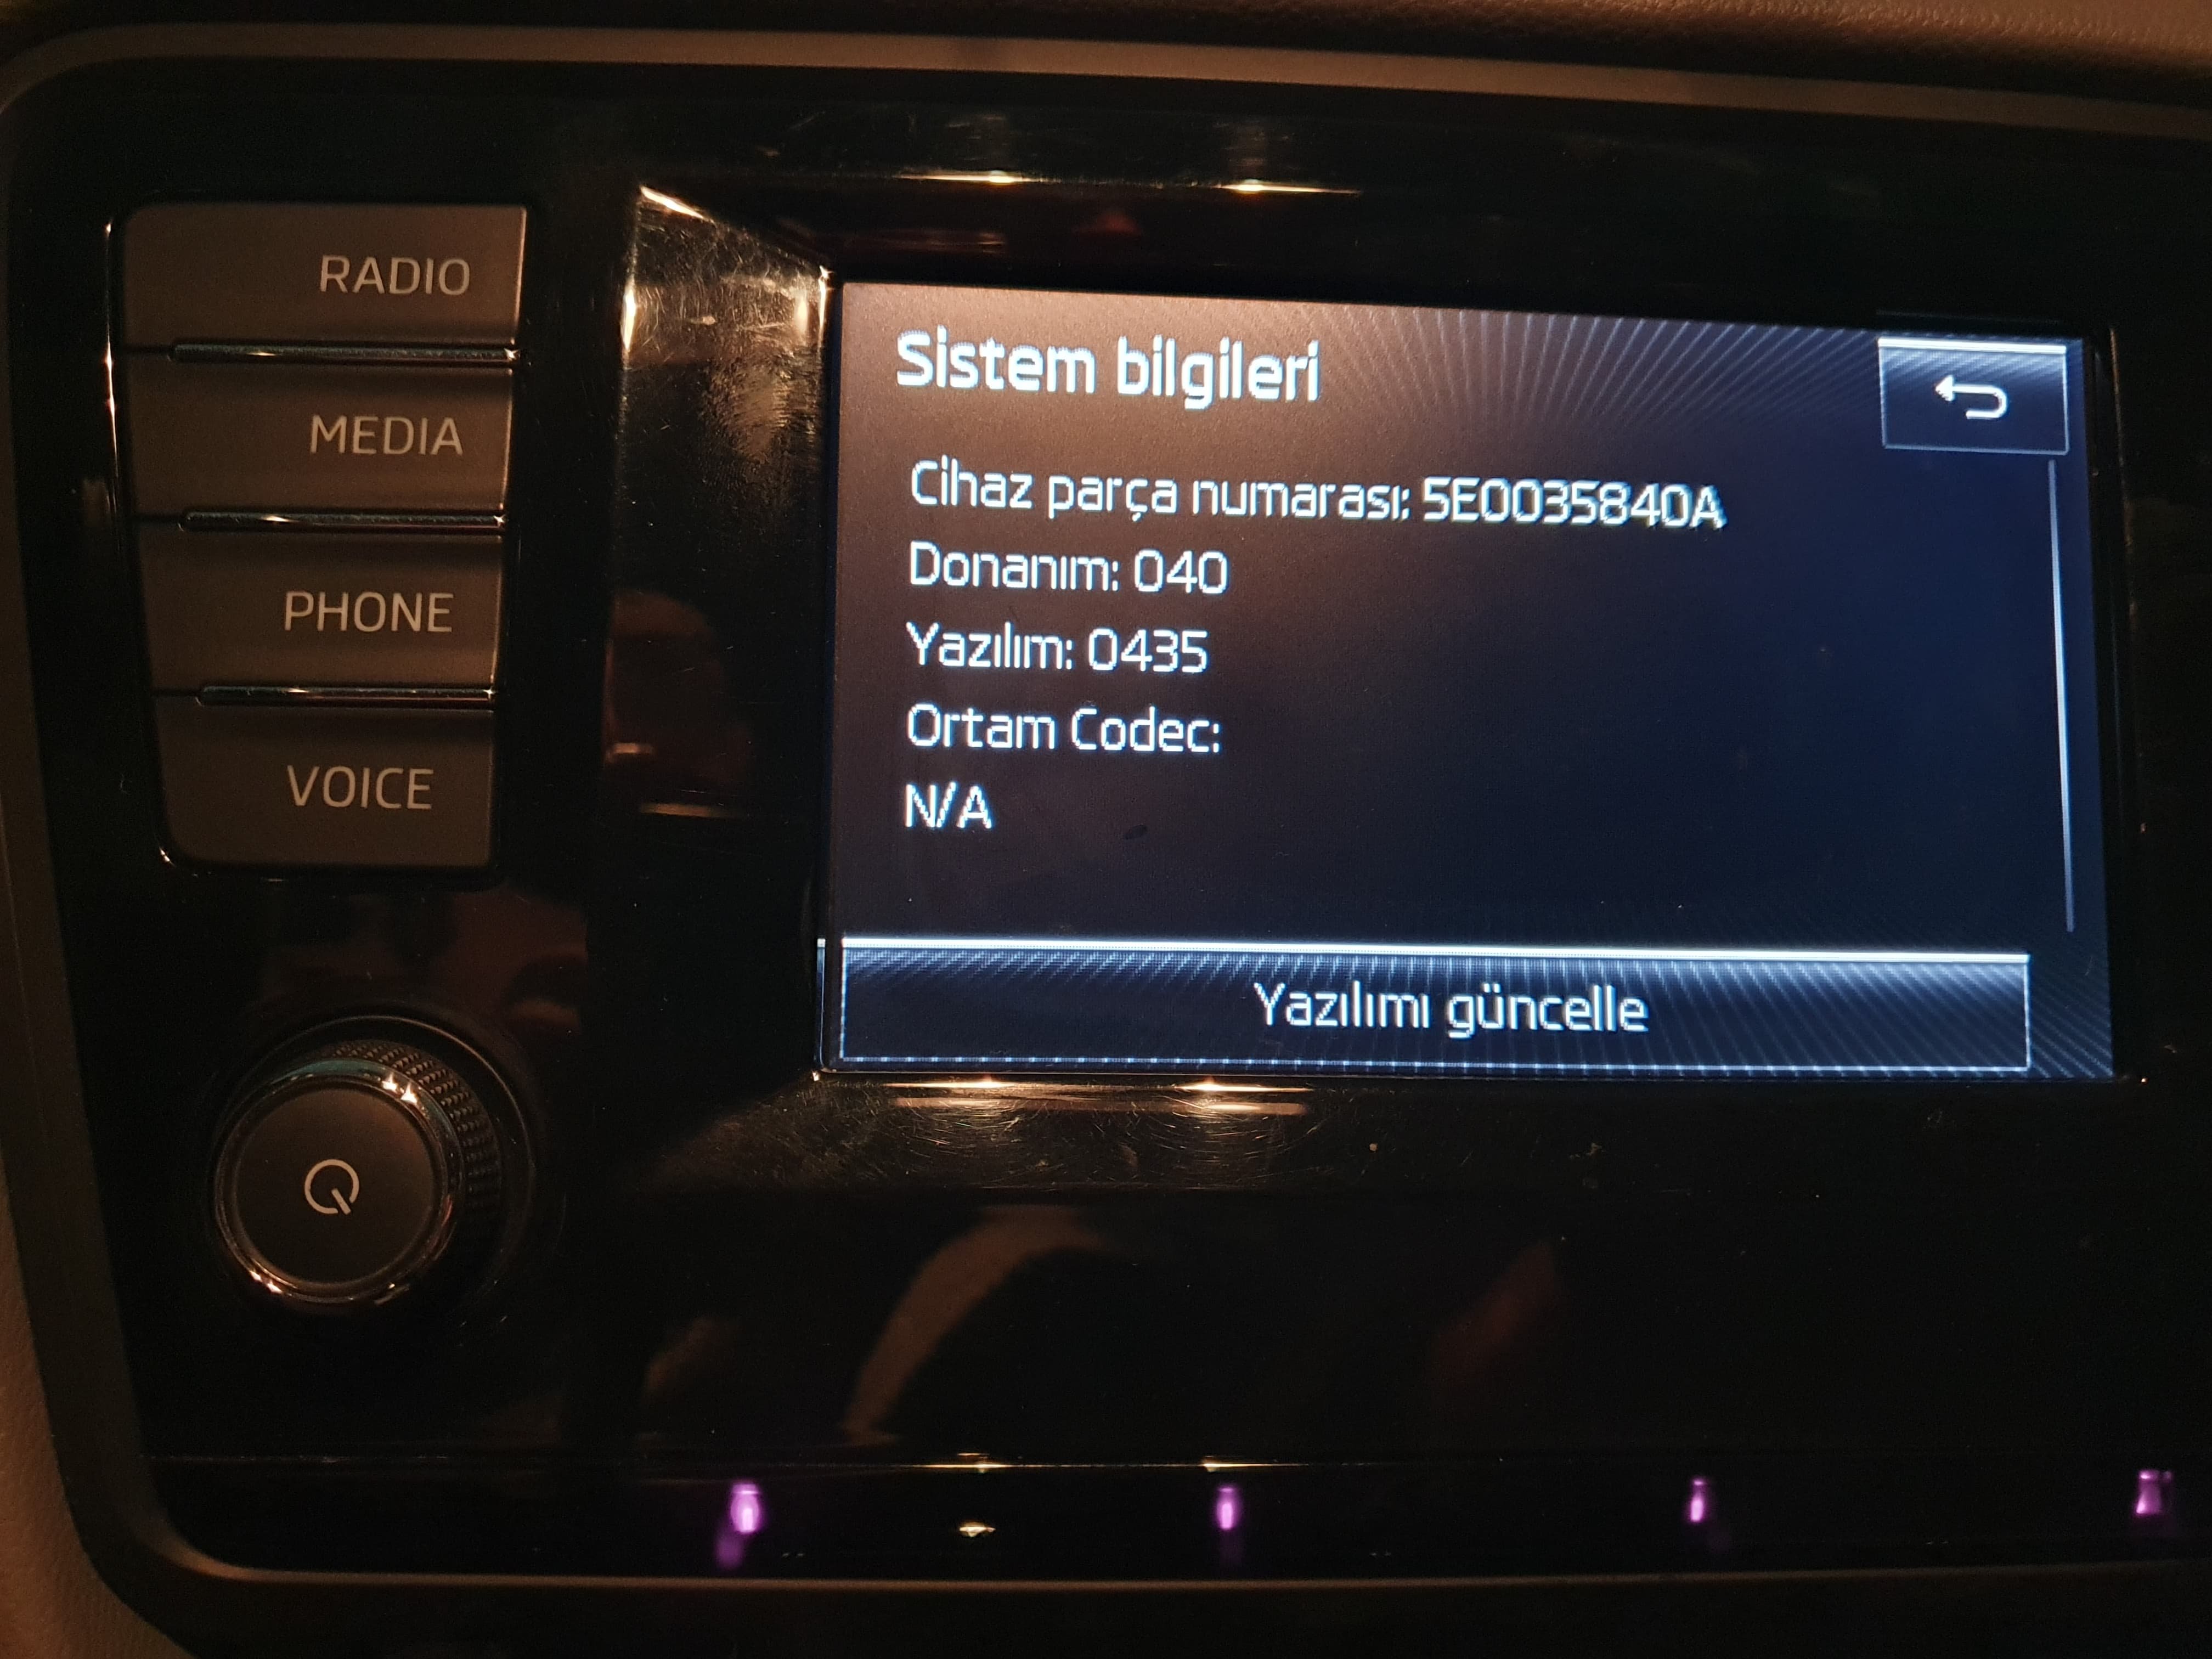 RADIO
MEDIA
PHONE
VOICE
Sistem bilgileri
Cihaz parça numarası: 5E0035840A
Donanım: 040
Yazılım: 0435
Ortam Codec:
N/A
Yazılımı güncelle